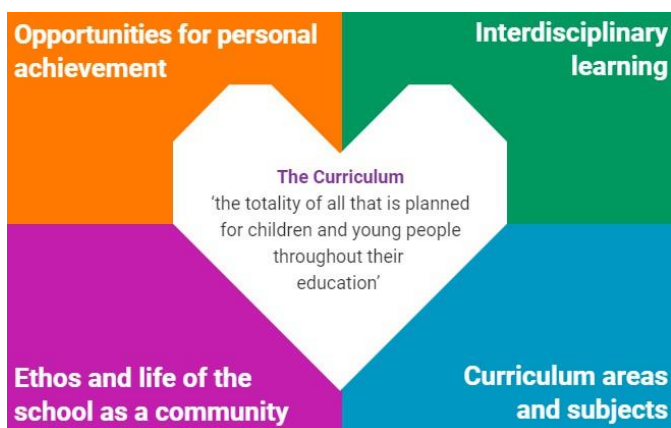 Opportunities for personal
achievement
Interdisciplinary
learning
The Curriculum
‘the totality of all that is planned
for children and young people
throughout their
education’
Ethos and life of the
school as a community
Curriculum areas
and subjects